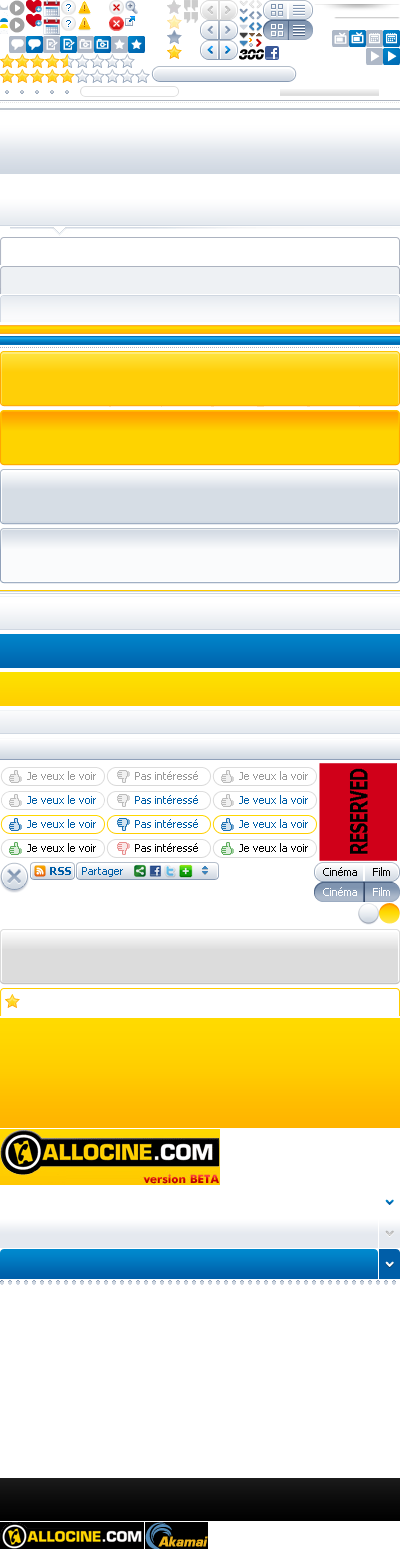 300
Je veux le voir Pas intéressé Je veux la voir
Je veux le voir Pas intéressé Je veux la voir
Je veux le voir Pas intéressé Je veux la voir
Je veux le voir Pas intéressé Je veux la voir
RESERVED
RSS Partager
Cinéma Film
Cinéma Film
ALLOCINE.COM
version BETA
ALLOCINE.COM Akamai